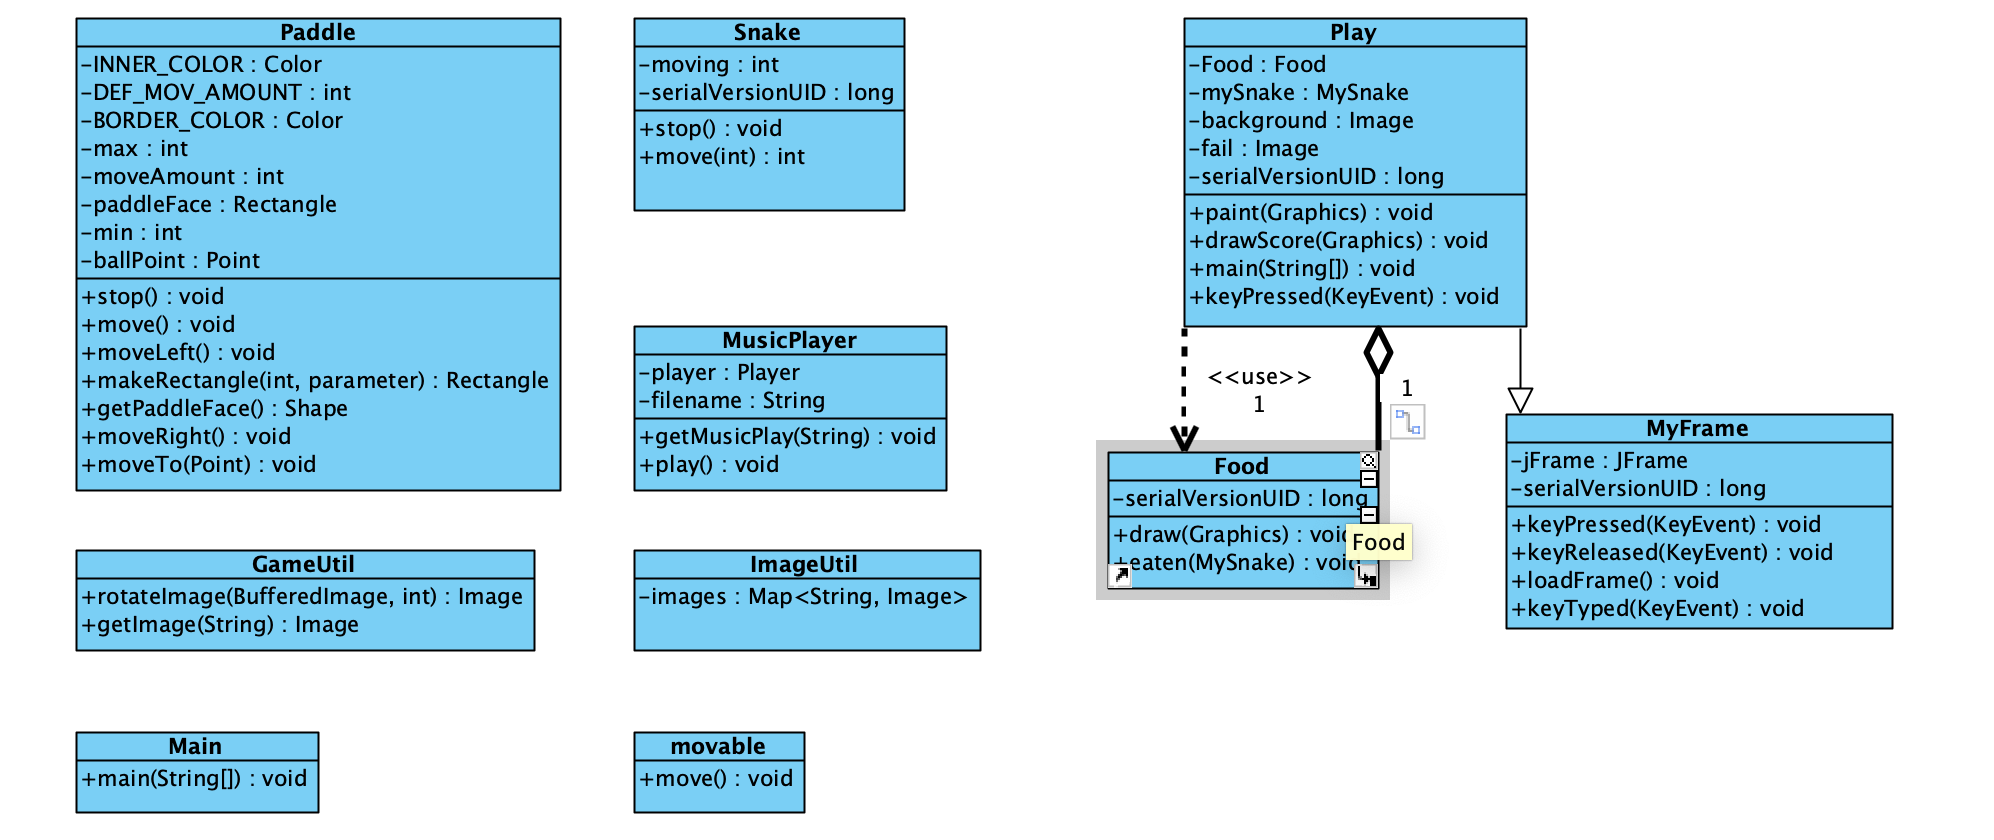 Paddle
-INNER_COLOR : Color
-DEF_MOV_AMOUNT : int
-BORDER_COLOR : Color
-max : int
-moveAmount : int
-paddleFace : Rectangle
-min : int
-ballPoint : Point
+stop() : void
+move() : void
+moveLeft() : void
+makeRectangle(int, parameter) : Rectangle
+getPaddleFace() : Shape
+moveRight() : void
+moveTo(Point) : void
Snake
-moving : int
-serialVersionUID : long
+stop() : void
+move(int) : int
Play
-Food : Food
-mySnake : MySnake
-background : Image
-fail : Image
-serialVersionUID : long
+paint(Graphics) : void
+drawScore(Graphics) : void
+main(String[]) : void
+keyPressed(KeyEvent) : void
MusicPlayer
-player : Player
-filename : String
+getMusicPlay(String) : void
+play() : void
<<use>>
1
1
Food
-serialVersionUID : long
+draw(Graphics) : void
+eaten(MySnake) : void
Food
MyFrame
-jFrame : JFrame
-serialVersionUID : long
+keyPressed(KeyEvent) : void
+keyReleased(KeyEvent) : void
+loadFrame() : void
+keyTyped(KeyEvent) : void
GameUtil
+rotateImage(BufferedImage, int) : Image
+getImage(String) : Image
ImageUtil
-images : Map<String, Image>
Main
+main(String[]) : void
movable
+move() : void